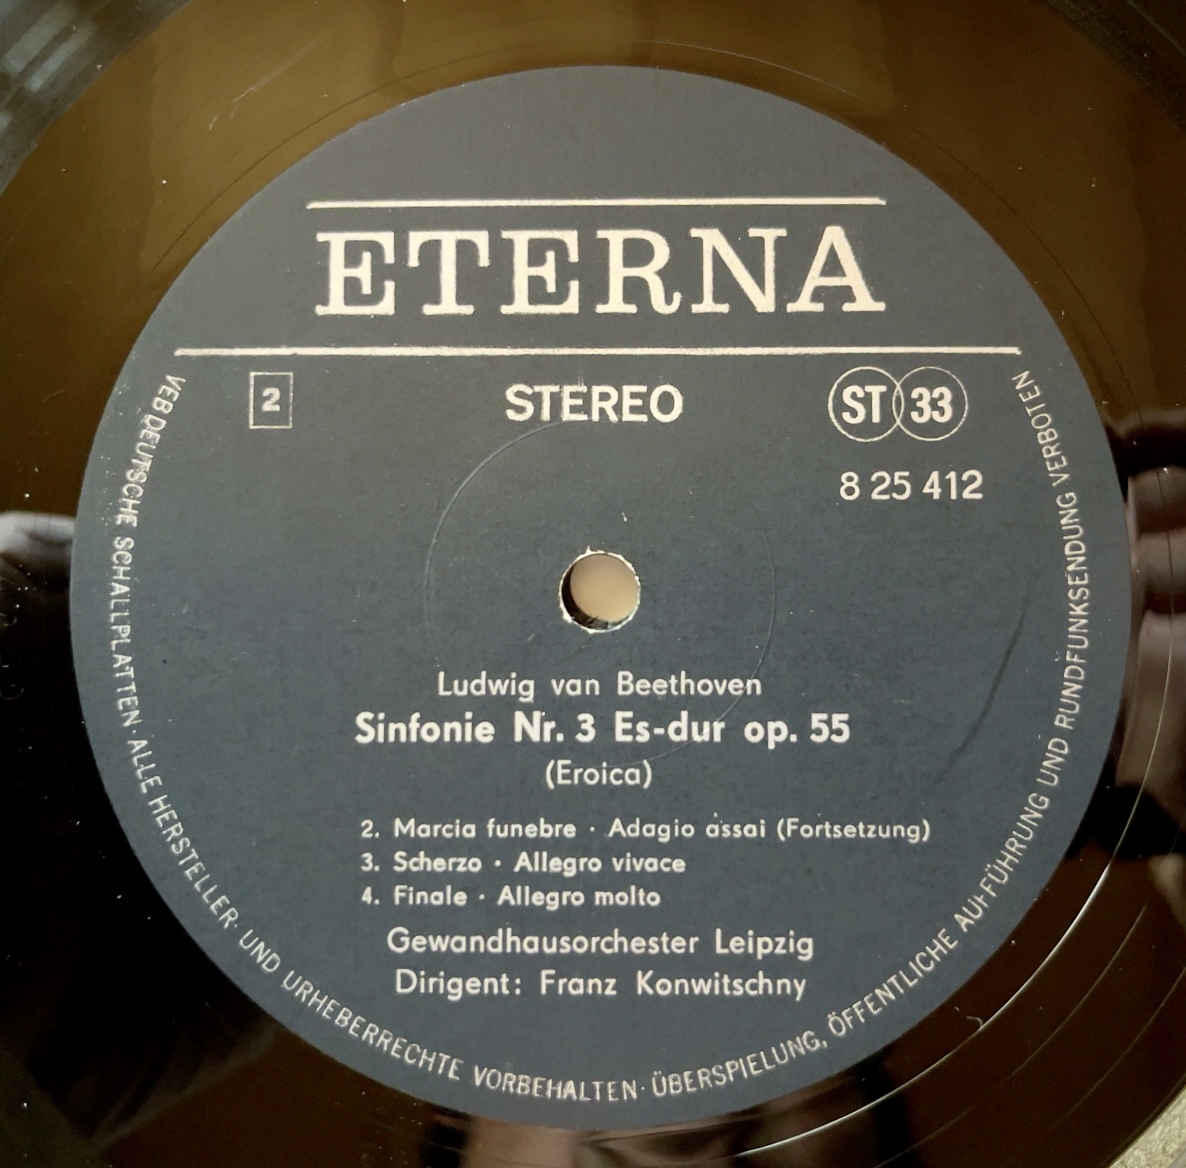 ETERNA
2 STEREO ST 33
8 25 412
Ludwig van Beethoven
Sinfonie Nr. 3 Es-dur op. 55
(Eroica)
2. Marcia funebre · Adagio assai (Fortsetzung)
3. Scherzo · Allegro vivace
4. Finale · Allegro molto
Gewandhausorchester Leipzig
Dirigent: Franz Konwitschny
VEB DEUTSCHE SCHALLPLATTEN · ALLE HERSTELLER- UND URHEBERRECHTE VORBEHALTEN · ÜBERSPIELUNG, ÖFFENTLICHE AUFFÜHRUNG UND RUNDFUNKSENDUNG VERBOTEN